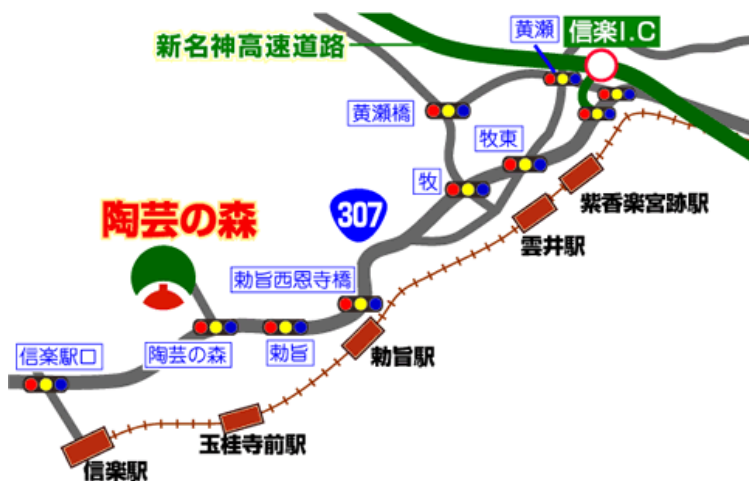 黄瀬
信楽I.C
新名神高速道路
黄瀬橋
牧東
牧
紫香楽宮跡駅
307
陶芸の森
雲井駅
勅旨西恩寺橋
信楽駅口
陶芸の森
勅旨
勅旨駅
玉桂寺前駅
信楽駅